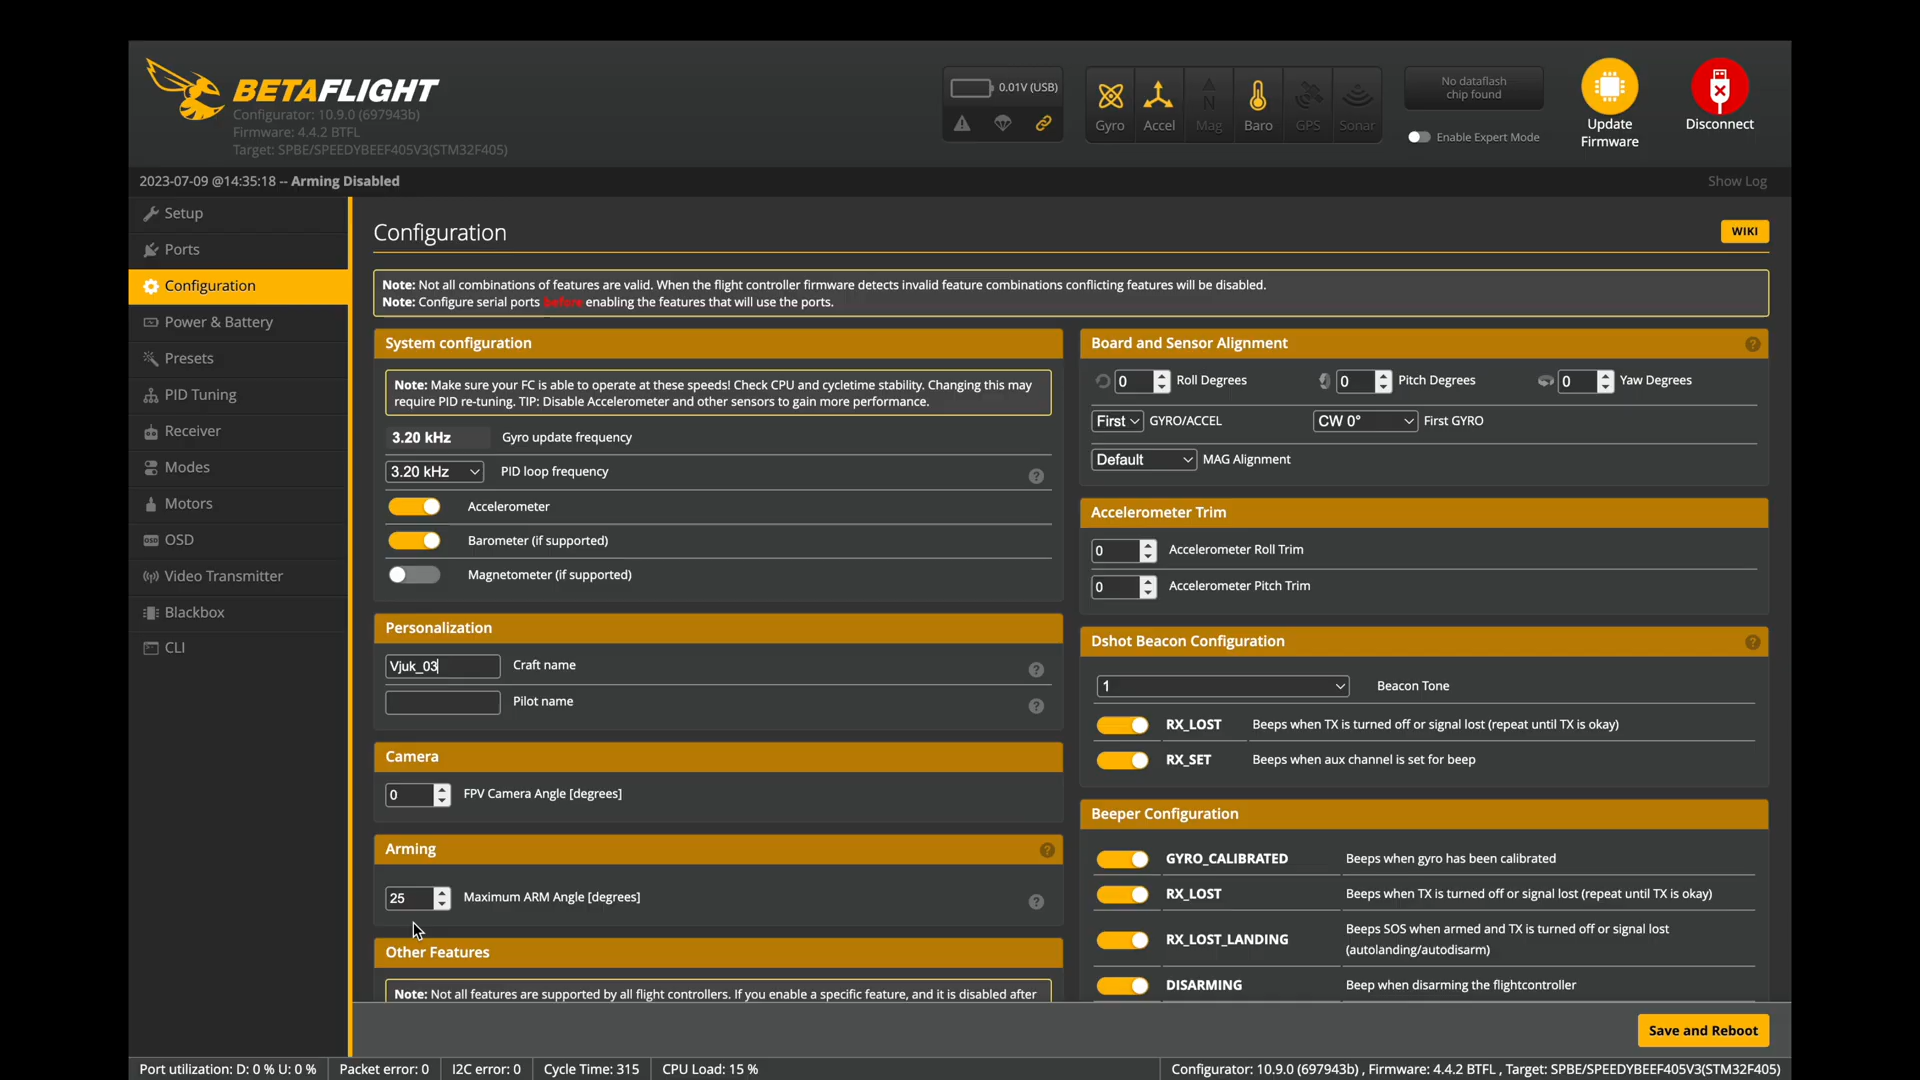 BETAFLIGHT
Configurator: 10.9.0 (697943b)
Firmware: 4.4.2 BTFL
Target: SPBE/SPEEDYBEEF405V3(STM32F405)
0.01V (USB)
Gyro
Accel
N
Mag
Baro
GPS
Sonar
No dataflash
chip found
Enable Expert Mode
Update
Firmware
Disconnect
2023-07-09 @14:35:18 -- Arming Disabled
Show Log
Setup
Ports
Configuration
Power & Battery
Presets
PID Tuning
Receiver
Modes
Motors
OSD
Video Transmitter
Blackbox
CLI
Configuration
WIKI
Note: Not all combinations of features are valid. When the flight controller firmware detects invalid feature combinations conflicting features will be disabled.
Note: Configure serial ports before enabling the features that will use the ports.
System configuration
Note: Make sure your FC is able to operate at these speeds! Check CPU and cycletime stability. Changing this may
require PID re-tuning. TIP: Disable Accelerometer and other sensors to gain more performance.
3.20 kHz Gyro update frequency
3.20 kHz PID loop frequency ?
Accelerometer
Barometer (if supported)
Magnetometer (if supported)
Personalization
Vjuk_03 Craft name ?
Pilot name ?
Camera
0 FPV Camera Angle [degrees]
Arming ?
25 Maximum ARM Angle [degrees] ?
Other Features
Note: Not all features are supported by all flight controllers. If you enable a specific feature, and it is disabled after
Board and Sensor Alignment ?
0 Roll Degrees 0 Pitch Degrees 0 Yaw Degrees
First GYRO/ACCEL CW 0° First GYRO
Default MAG Alignment
Accelerometer Trim
0 Accelerometer Roll Trim
0 Accelerometer Pitch Trim
Dshot Beacon Configuration ?
1 Beacon Tone
RX_LOST Beeps when TX is turned off or signal lost (repeat until TX is okay)
RX_SET Beeps when aux channel is set for beep
Beeper Configuration
GYRO_CALIBRATED Beeps when gyro has been calibrated
RX_LOST Beeps when TX is turned off or signal lost (repeat until TX is okay)
RX_LOST_LANDING Beeps SOS when armed and TX is turned off or signal lost
(autolanding/autodisarm)
DISARMING Beep when disarming the flightcontroller
Save and Reboot
Port utilization: D: 0 % U: 0 % Packet error: 0 I2C error: 0 Cycle Time: 315 CPU Load: 15 %
Configurator: 10.9.0 (697943b) , Firmware: 4.4.2 BTFL , Target: SPBE/SPEEDYBEEF405V3(STM32F405)